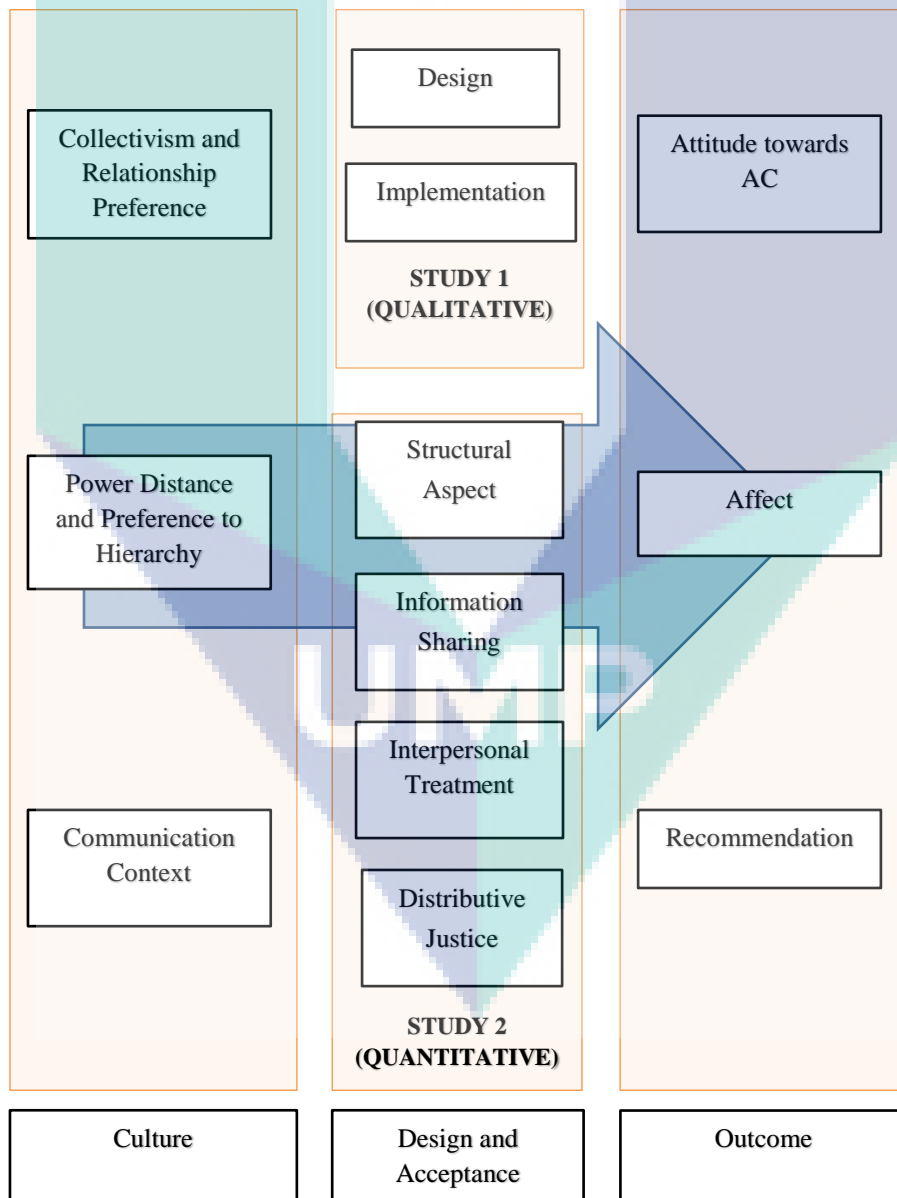 Collectivism and
Relationship
Preference
Power Distance
and Preference to
Hierarchy
Communication
Context
Culture
Design
Implementation
STUDY 1
(QUALITATIVE)
Structural
Aspect
Information
Sharing
UMP
Interpersonal
Treatment
Distributive
Justice
STUDY 2
(QUANTITATIVE)
Design and
Acceptance
Attitude towards
AC
Affect
Recommendation
Outcome